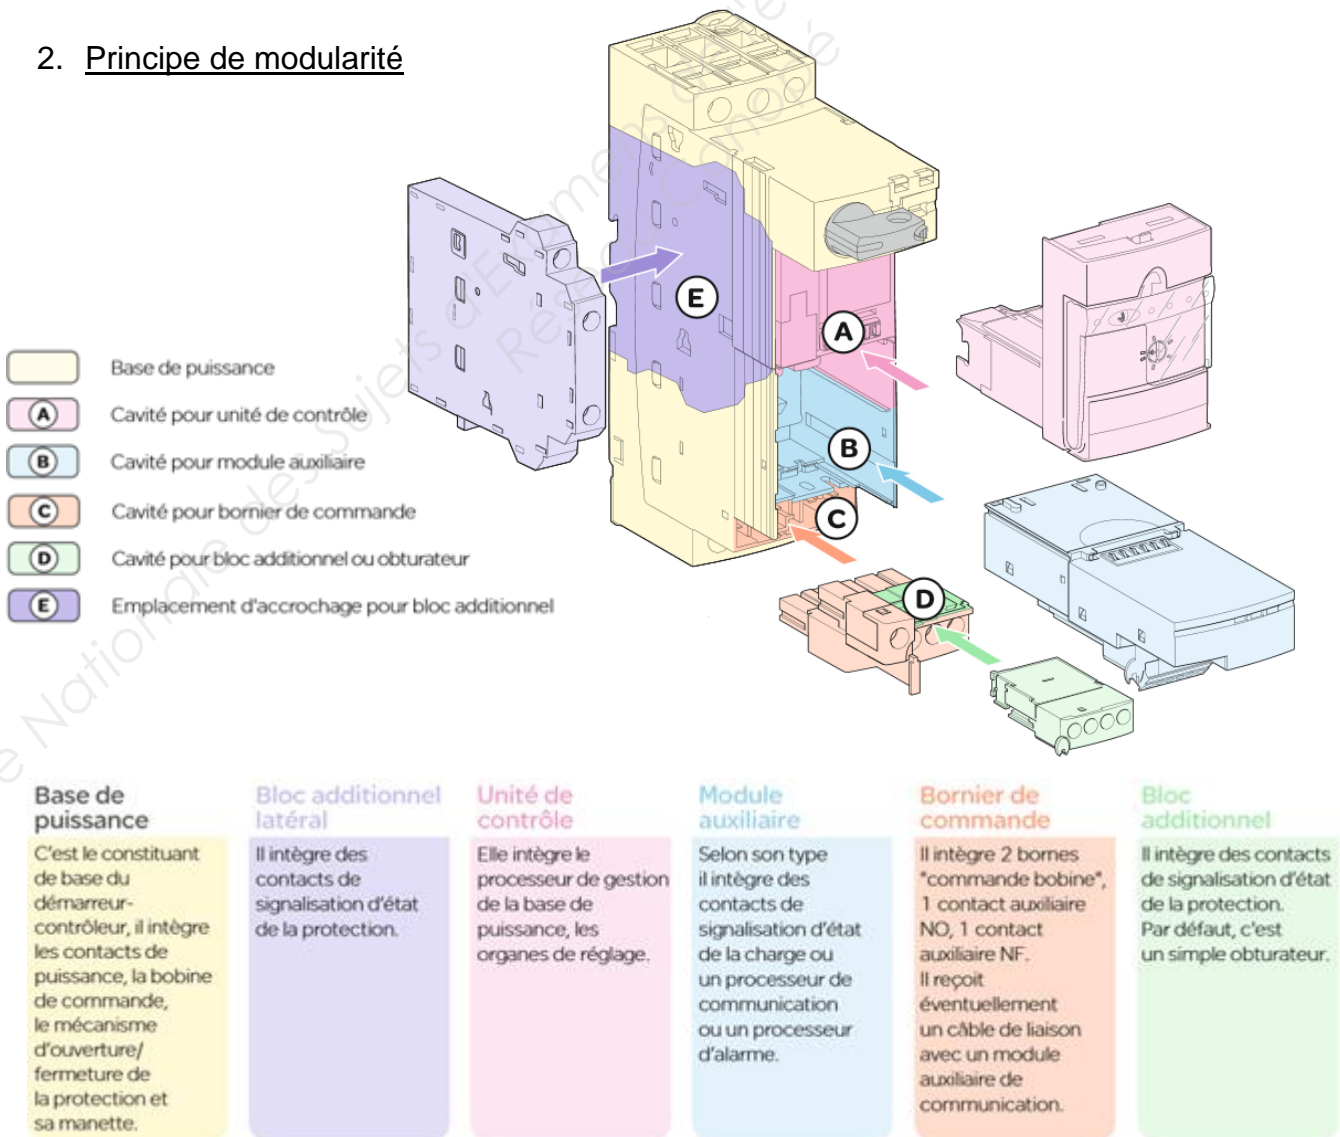 2. Principe de modularité
E
A
B
C
D
Base de puissance
A Cavité pour unité de contrôle
B Cavité pour module auxiliaire
C Cavité pour bornier de commande
D Cavité pour bloc additionnel ou obturateur
E Emplacement d'accrochage pour bloc additionnel
Base de
puissance
C'est le constituant
de base du
démarreur-
contrôleur, il intègre
les contacts de
puissance, la bobine
de commande,
le mécanisme
d'ouverture/
fermeture de
la protection et
sa manette.
Bloc additionnel
latéral
Il intègre des
contacts de
signalisation d'état
de la protection.
Unité de
contrôle
Elle intègre le
processeur de gestion
de la base de
puissance, les
organes de réglage.
Module
auxiliaire
Selon son type
il intègre des
contacts de
signalisation d'état
de la charge ou
un processeur de
communication
ou un processeur
d'alarme.
Bornier de
commande
Il intègre 2 bornes
"commande bobine",
1 contact auxiliaire
NO, 1 contact
auxiliaire NF.
Il reçoit
éventuellement
un câble de liaison
avec un module
auxiliaire de
communication.
Bloc
additionnel
Il intègre des contacts
de signalisation d'état
de la protection.
Par défaut, c'est
un simple obturateur.